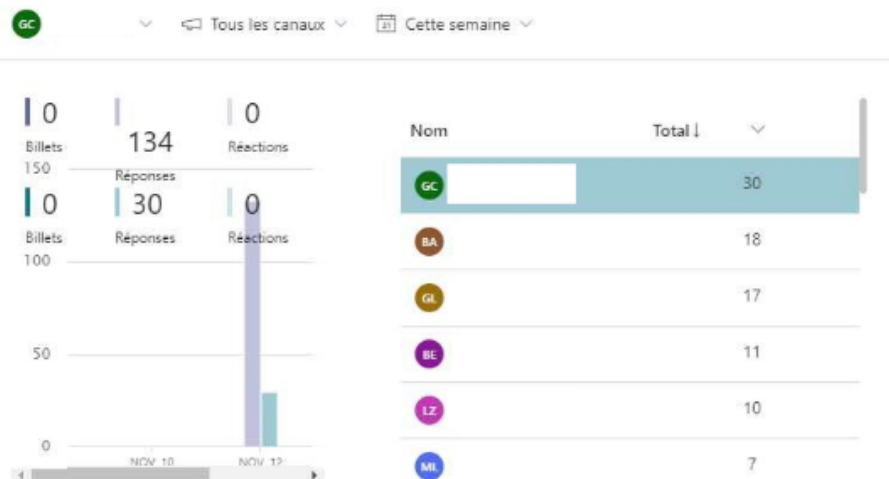 GC Tous les canaux Cette semaine
0 134 0
Billets Réponses Réactions
150
0 30 0
Billets Réponses Réactions
100
50
0
NOV. 10 NOV. 12
Nom Total ↓
GC 30
BA 18
GL 17
BE 11
LZ 10
ML 7